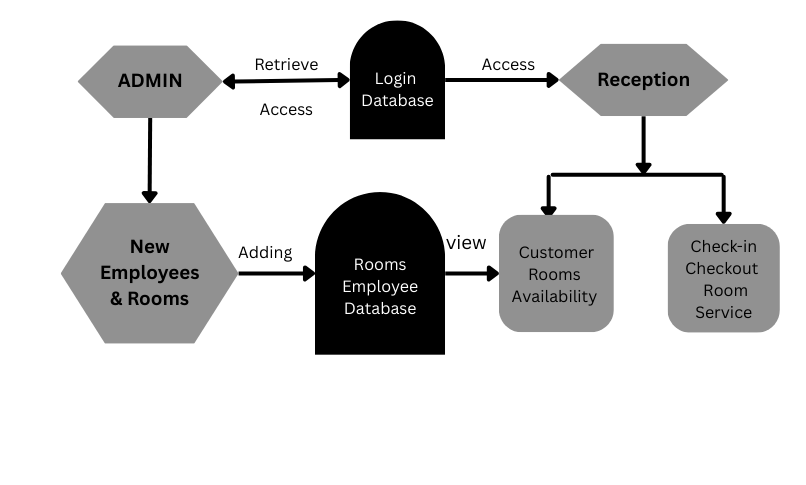 ADMIN
Retrieve
Access
Login
Database
Access
Reception
New
Employees
& Rooms
Adding
Rooms
Employee
Database
view
Customer
Rooms
Availability
Check-in
Checkout
Room
Service